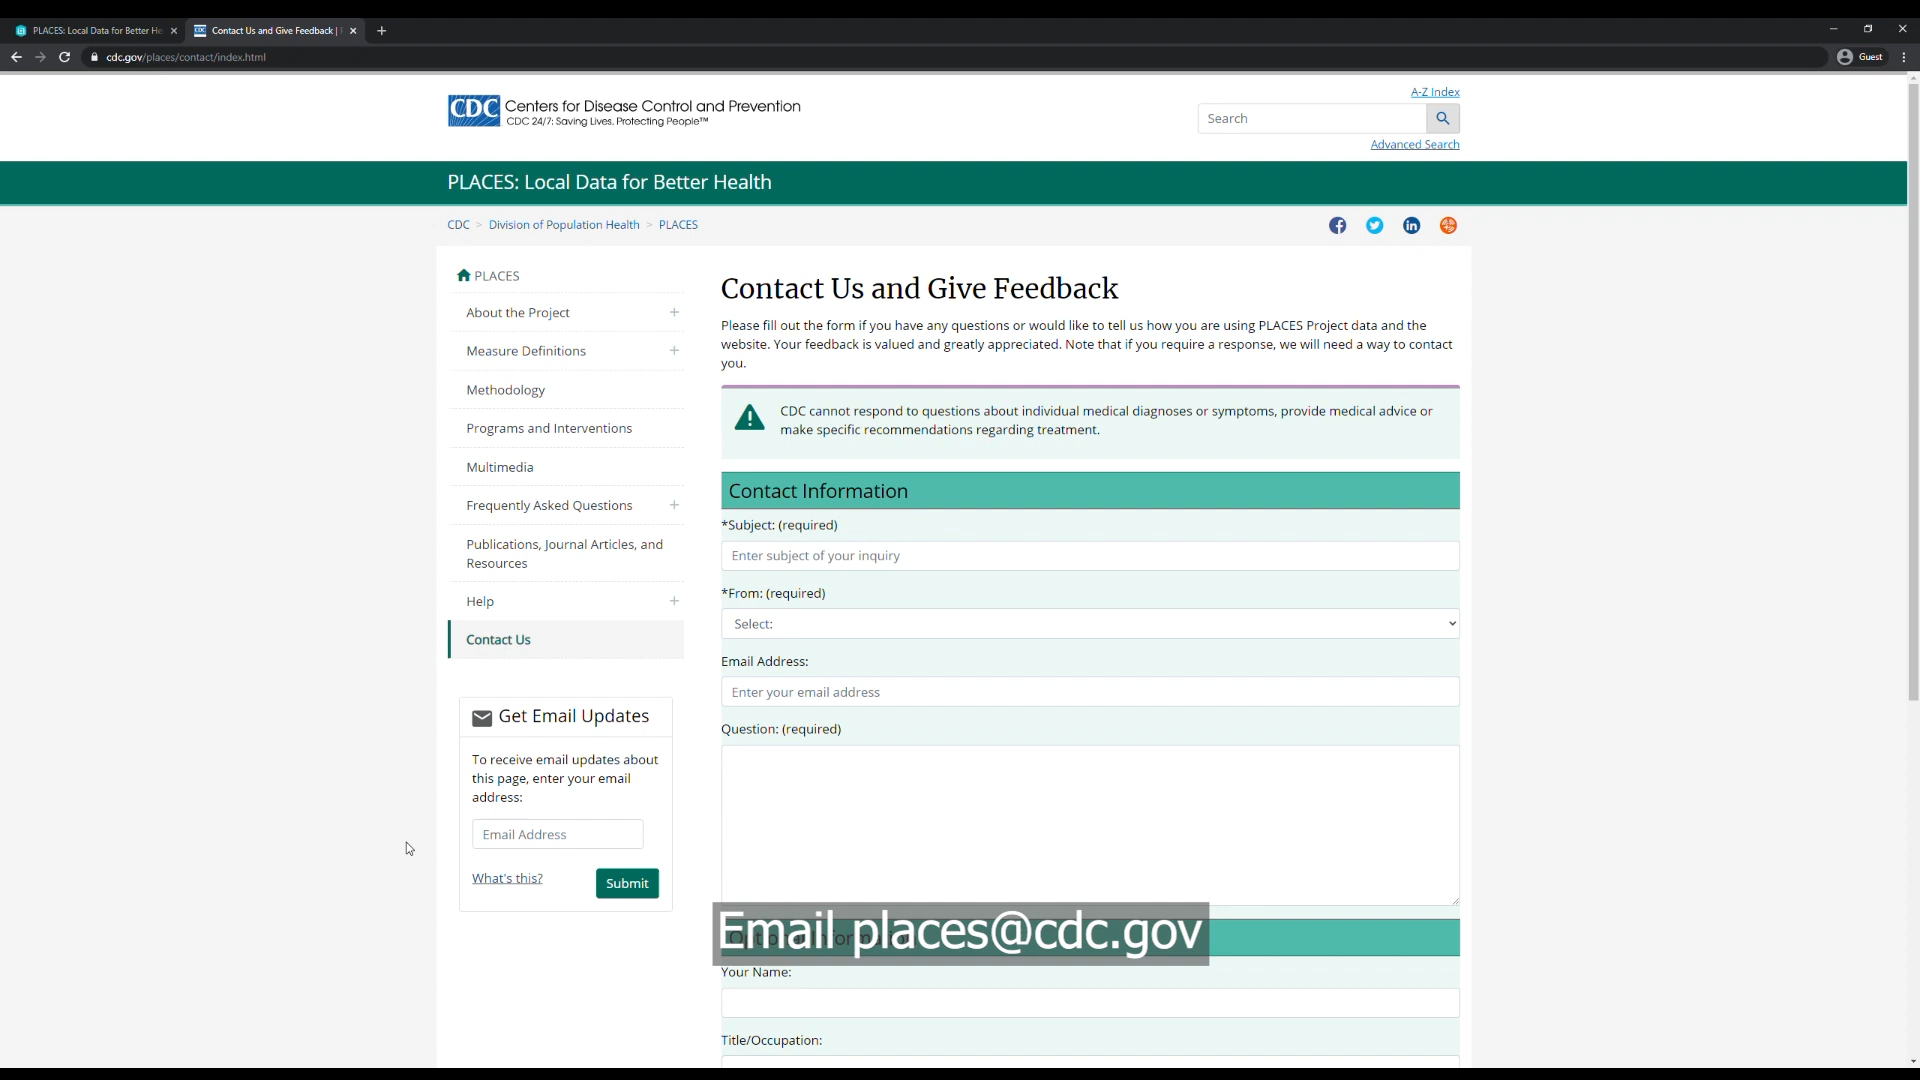 PLACES: Local Data for Better He
Contact Us and Give Feedback |
cdc.gov/places/contact/index.html
Guest
CDC Centers for Disease Control and Prevention
CDC 24/7: Saving Lives. Protecting People™
A-Z Index
Search
Advanced Search
PLACES: Local Data for Better Health
CDC > Division of Population Health > PLACES
PLACES
About the Project
Measure Definitions
Methodology
Programs and Interventions
Multimedia
Frequently Asked Questions
Publications, Journal Articles, and
Resources
Help
Contact Us
Get Email Updates
To receive email updates about
this page, enter your email
address:
Email Address
What's this?
Submit
Contact Us and Give Feedback
Please fill out the form if you have any questions or would like to tell us how you are using PLACES Project data and the
website. Your feedback is valued and greatly appreciated. Note that if you require a response, we will need a way to contact
you.
CDC cannot respond to questions about individual medical diagnoses or symptoms, provide medical advice or
make specific recommendations regarding treatment.
Contact Information
*Subject: (required)
Enter subject of your inquiry
*From: (required)
Select:
Email Address:
Enter your email address
Question: (required)
Email places@cdc.gov
Your Name:
Title/Occupation: